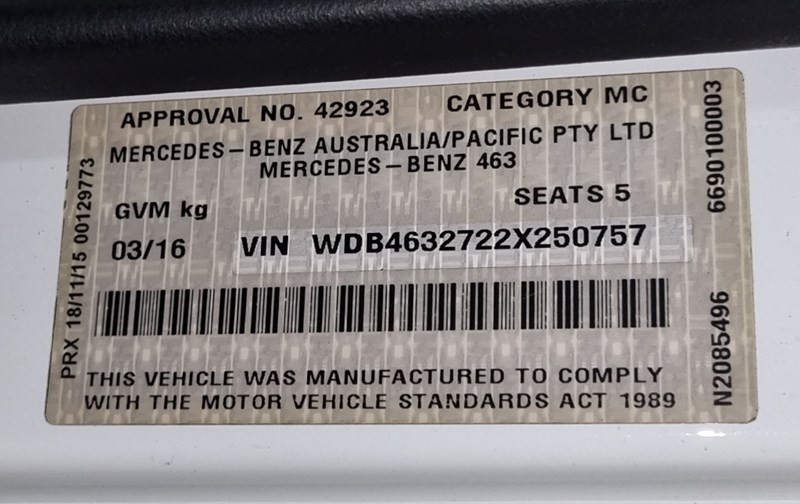 APPROVAL NO. 42923 CATEGORY MC
MERCEDES-BENZ AUSTRALIA/PACIFIC PTY LTD
MERCEDES-BENZ 463
GVM kg SEATS 5
03/16 VIN WDB4632722X250757
THIS VEHICLE WAS MANUFACTURED TO COMPLY
WITH THE MOTOR VEHICLE STANDARDS ACT 1989
PRX 18/11/15 00129773
6690100003
N2085496